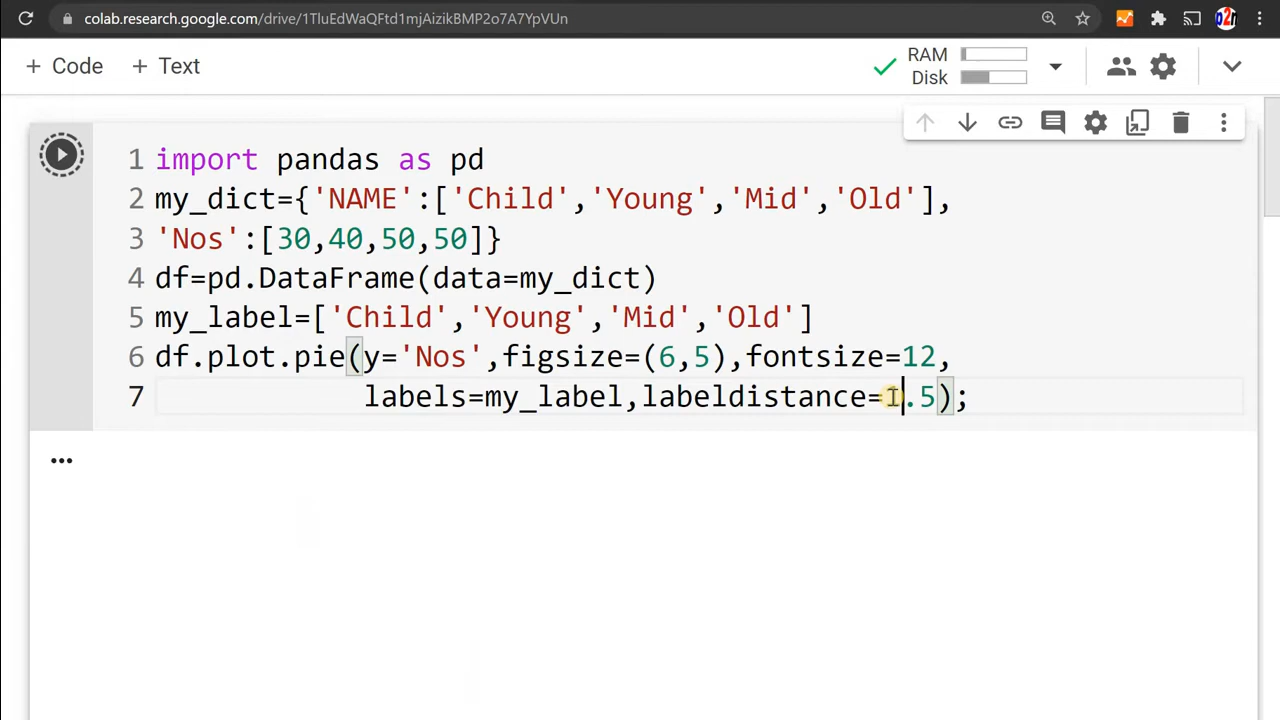 colab.research.google.com/drive/1TluEdWaQFtd1mjAizikBMP2o7A7YpVUn
+ Code + Text
RAM
Disk
1 import pandas as pd
2 my_dict={'NAME':['Child','Young','Mid','Old'],
3 'Nos':[30,40,50,50]}
4 df=pd.DataFrame(data=my_dict)
5 my_label=['Child','Young','Mid','Old']
6 df.plot.pie(y='Nos',figsize=(6,5),fontsize=12,
7 labels=my_label,labeldistance=1.5);
...